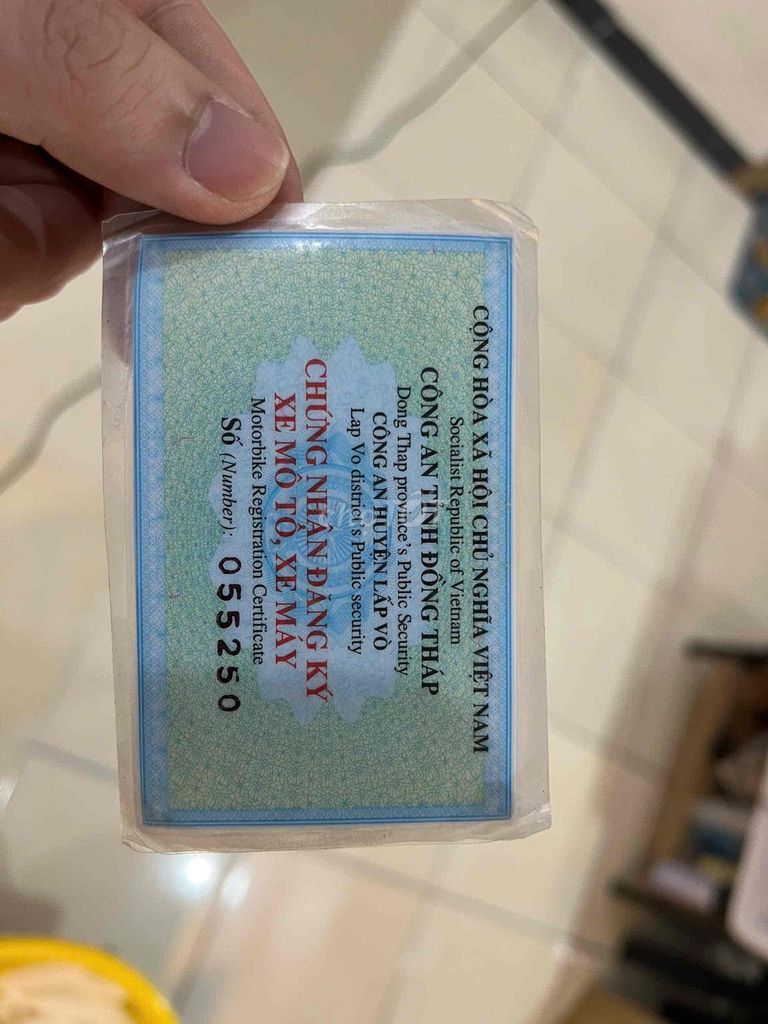 CỘNG HÒA XÃ HỘI CHỦ NGHĨA VIỆT NAM
Socialist Republic of Vietnam
CÔNG AN TỈNH ĐỒNG THÁP
Dong Thap province's Public Security
CÔNG AN HUYỆN LẤP VÒ
Lap Vo district's Public security
CHỨNG NHẬN ĐĂNG KÝ
XE MÔ TÔ, XE MÁY
Motorbike Registration Certificate
Số (Number): 055250